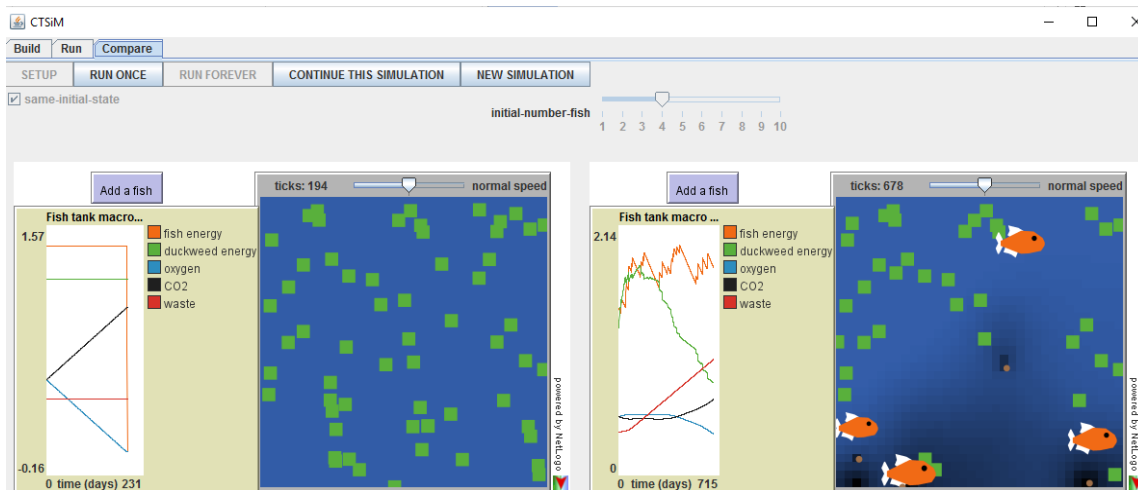 CTSiM
Build Run Compare
SETUP RUN ONCE RUN FOREVER CONTINUE THIS SIMULATION NEW SIMULATION
same-initial-state
initial-number-fish
1 2 3 4 5 6 7 8 9 10
Add a fish
ticks: 194 normal speed
Fish tank macro...
1.57
fish energy
duckweed energy
oxygen
CO2
waste
-0.16
0 time (days) 231
powered by NetLogo
Add a fish
ticks: 678 normal speed
Fish tank macro ...
2.14
fish energy
duckweed energy
oxygen
CO2
waste
0
0 time (days) 715
powered by NetLogo